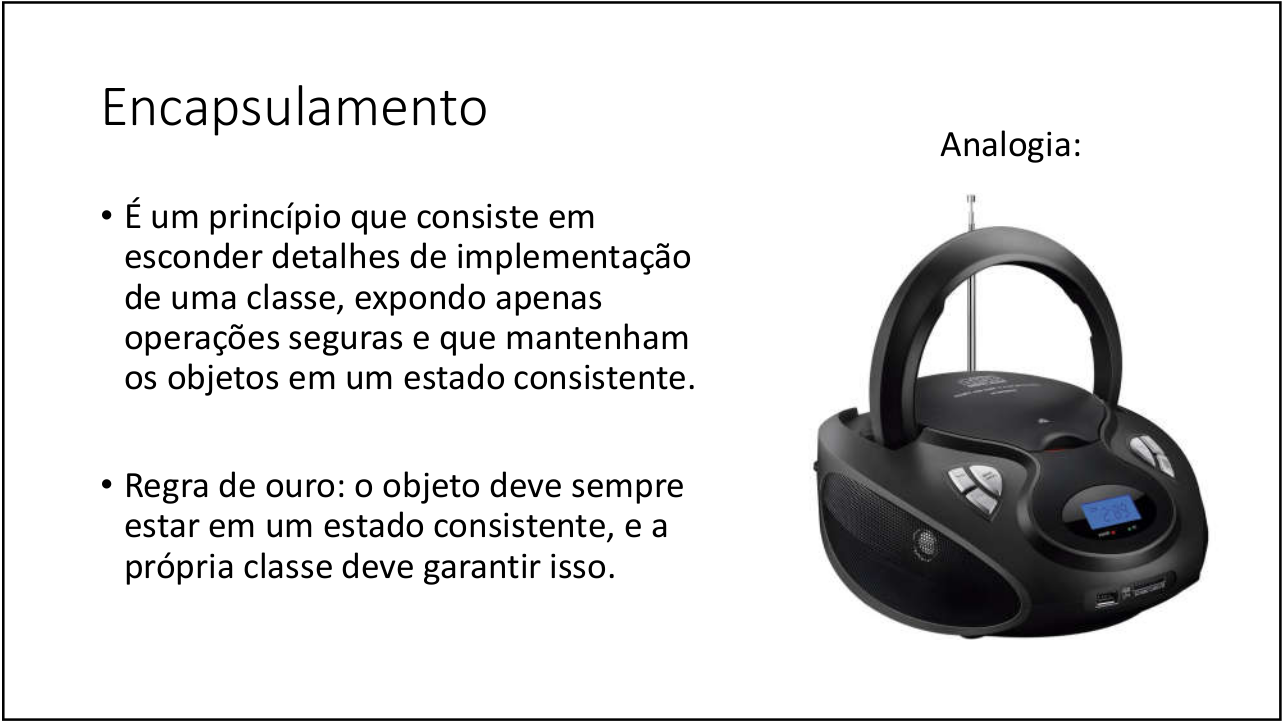 Encapsulamento
• É um princípio que consiste em
esconder detalhes de implementação
de uma classe, expondo apenas
operações seguras e que mantenham
os objetos em um estado consistente.
• Regra de ouro: o objeto deve sempre
estar em um estado consistente, e a
própria classe deve garantir isso.
Analogia: